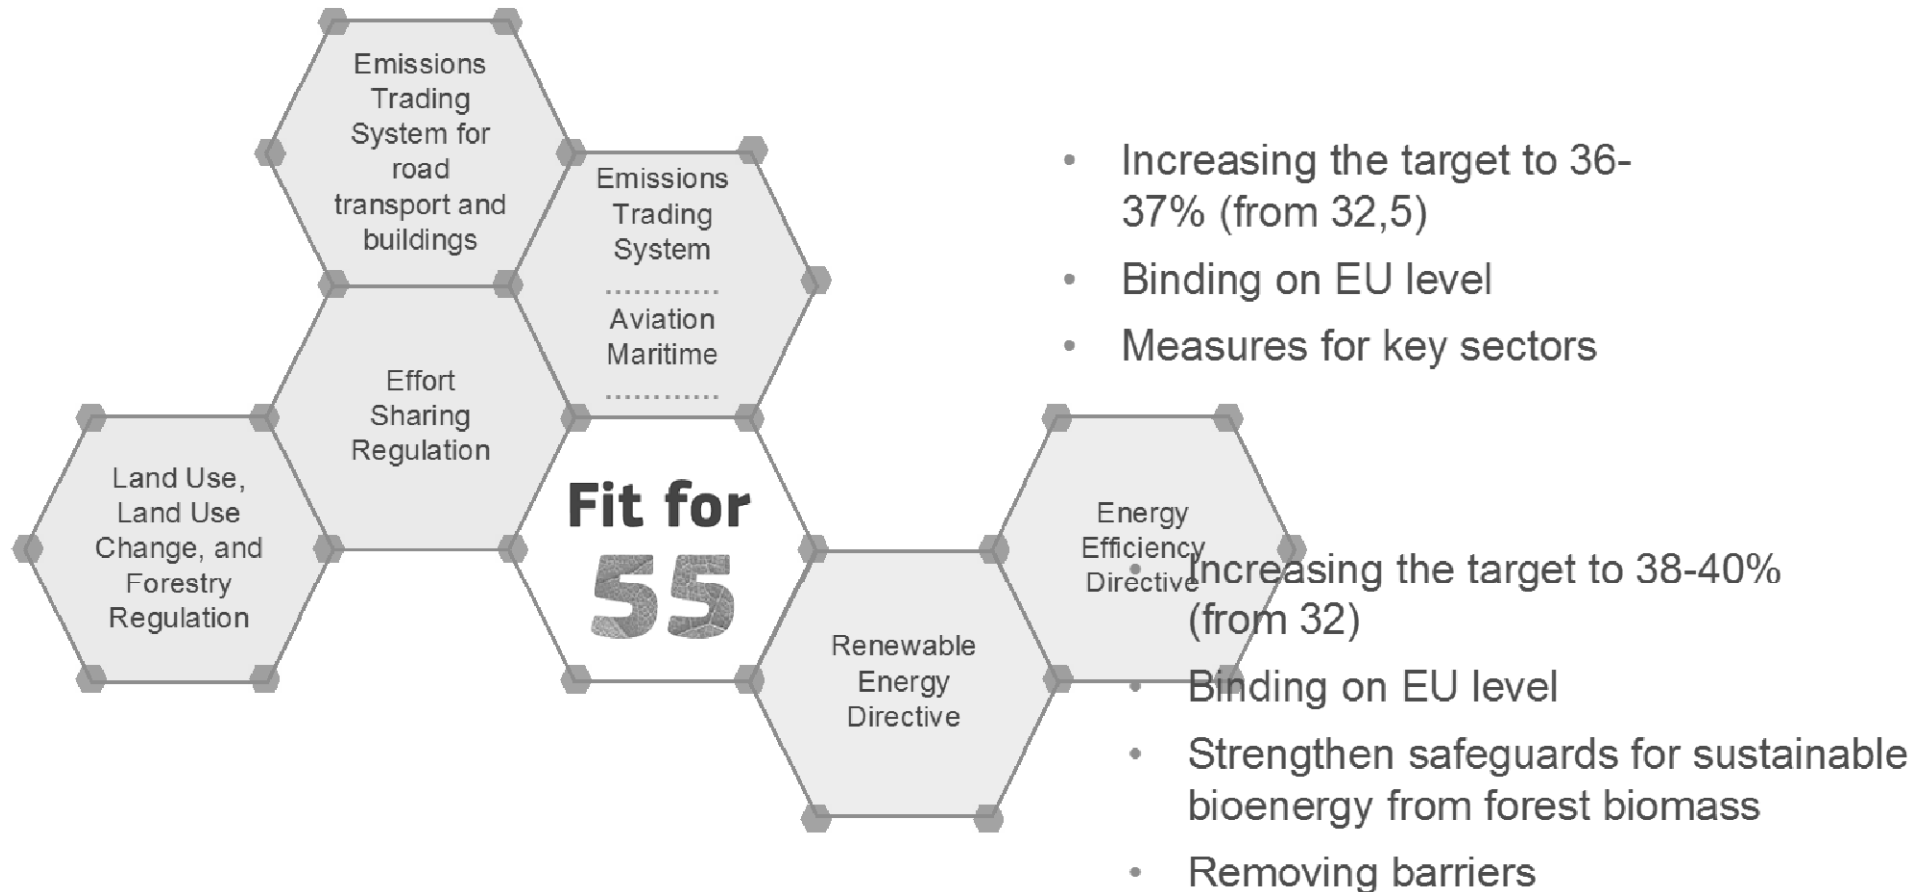 Emissions
Trading
System for
road
transport and
buildings
Emissions
Trading
System
............
Aviation
Maritime
............
Effort
Sharing
Regulation
Land Use,
Land Use
Change, and
Forestry
Regulation
Fit for
55
Renewable
Energy
Directive
Energy
Efficiency
Directive
• Increasing the target to 36-
37% (from 32,5)
• Binding on EU level
• Measures for key sectors
• Increasing the target to 38-40%
(from 32)
• Binding on EU level
• Strengthen safeguards for sustainable
bioenergy from forest biomass
• Removing barriers